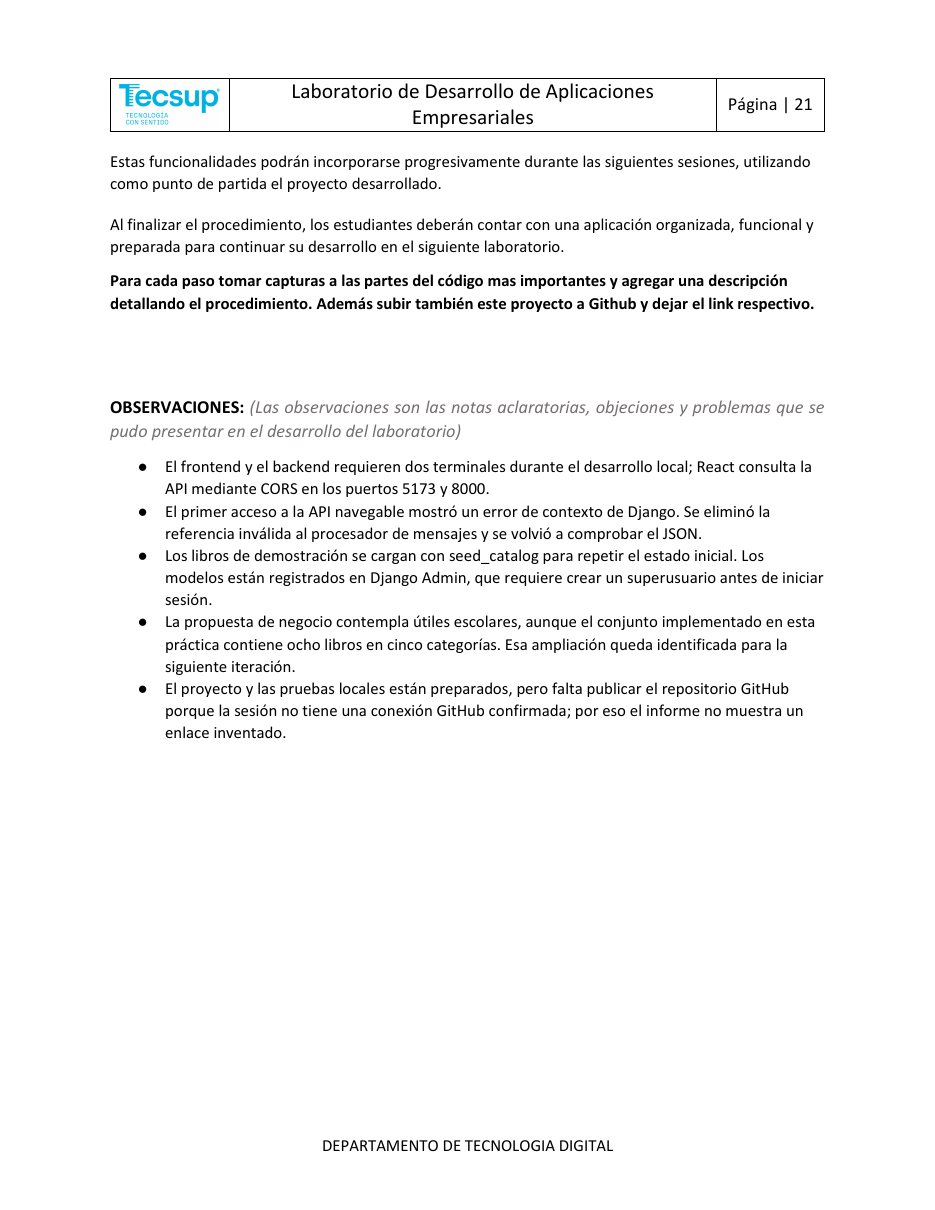 Tecsup
TECNOLOGÍA
CON SENTIDO
Laboratorio de Desarrollo de Aplicaciones
Empresariales
Página | 21
Estas funcionalidades podrán incorporarse progresivamente durante las siguientes sesiones, utilizando
como punto de partida el proyecto desarrollado.
Al finalizar el procedimiento, los estudiantes deberán contar con una aplicación organizada, funcional y
preparada para continuar su desarrollo en el siguiente laboratorio.
Para cada paso tomar capturas a las partes del código mas importantes y agregar una descripción
detallando el procedimiento. Además subir también este proyecto a Github y dejar el link respectivo.
OBSERVACIONES: (Las observaciones son las notas aclaratorias, objeciones y problemas que se
pudo presentar en el desarrollo del laboratorio)
● El frontend y el backend requieren dos terminales durante el desarrollo local; React consulta la
API mediante CORS en los puertos 5173 y 8000.
● El primer acceso a la API navegable mostró un error de contexto de Django. Se eliminó la
referencia inválida al procesador de mensajes y se volvió a comprobar el JSON.
● Los libros de demostración se cargan con seed_catalog para repetir el estado inicial. Los
modelos están registrados en Django Admin, que requiere crear un superusuario antes de iniciar
sesión.
● La propuesta de negocio contempla útiles escolares, aunque el conjunto implementado en esta
práctica contiene ocho libros en cinco categorías. Esa ampliación queda identificada para la
siguiente iteración.
● El proyecto y las pruebas locales están preparados, pero falta publicar el repositorio GitHub
porque la sesión no tiene una conexión GitHub confirmada; por eso el informe no muestra un
enlace inventado.
DEPARTAMENTO DE TECNOLOGIA DIGITAL